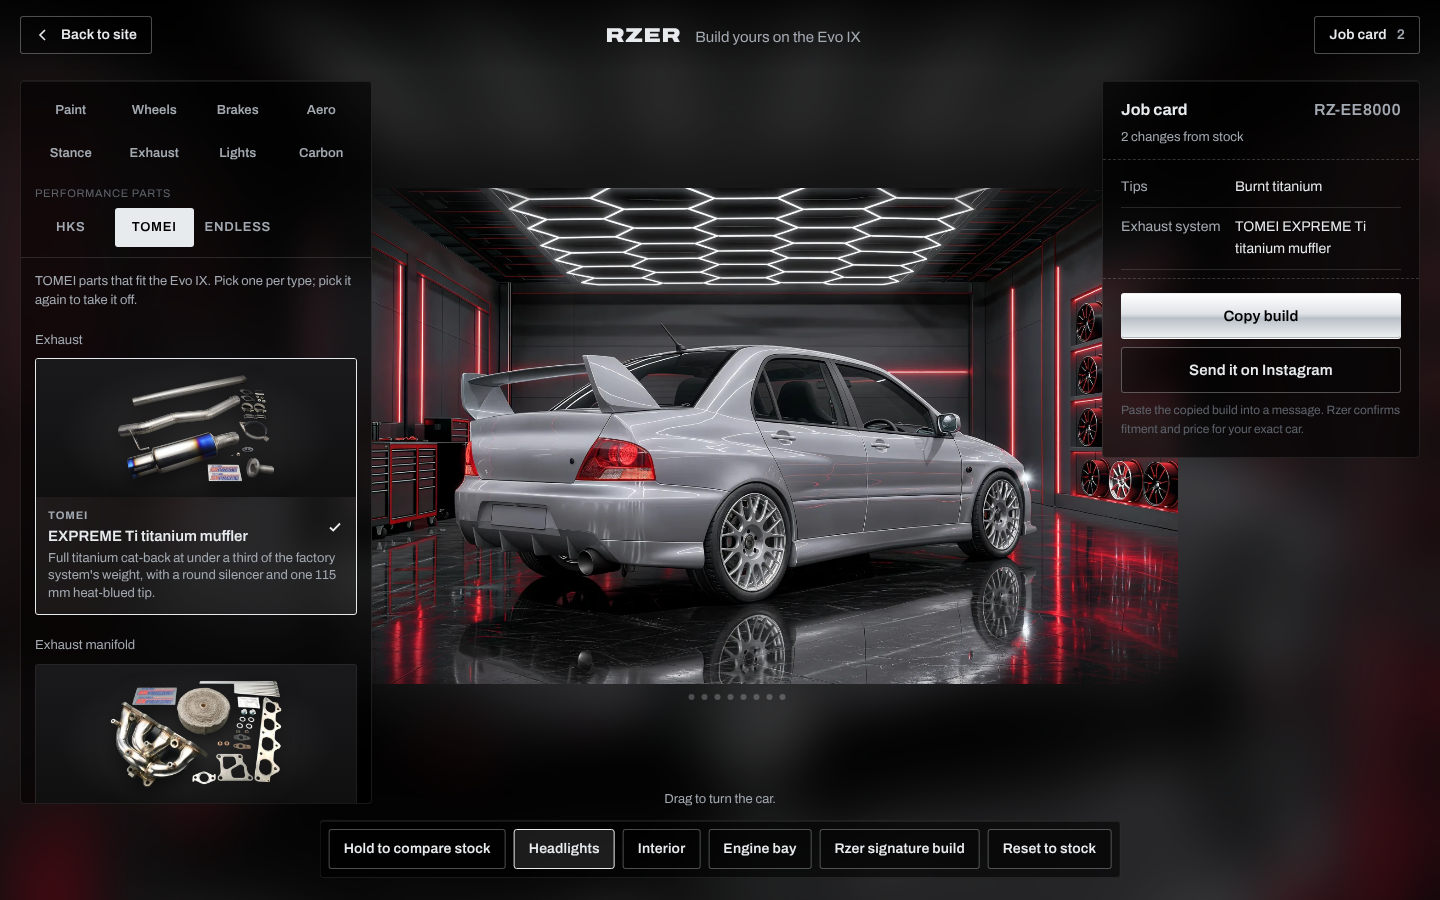 Back to site
RZER Build yours on the Evo IX
Job card 2
Paint Wheels Brakes Aero
Stance Exhaust Lights Carbon
PERFORMANCE PARTS
HKS TOMEI ENDLESS
TOMEI parts that fit the Evo IX. Pick one per type; pick it
again to take it off.
Exhaust
TOMEI
EXPREME Ti titanium muffler
Full titanium cat-back at under a third of the factory
system's weight, with a round silencer and one 115
mm heat-blued tip.
Exhaust manifold
Job card RZ-EE8000
2 changes from stock
Tips Burnt titanium
Exhaust system TOMEI EXPREME Ti
titanium muffler
Copy build
Send it on Instagram
Paste the copied build into a message. Rzer confirms
fitment and price for your exact car.
Drag to turn the car.
Hold to compare stock Headlights Interior Engine bay Rzer signature build Reset to stock